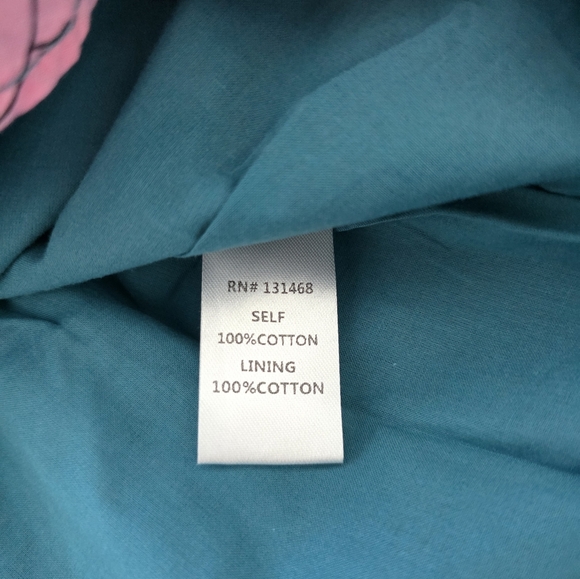 RN# 131468
SELF
100%COTTON
LINING
100%COTTON